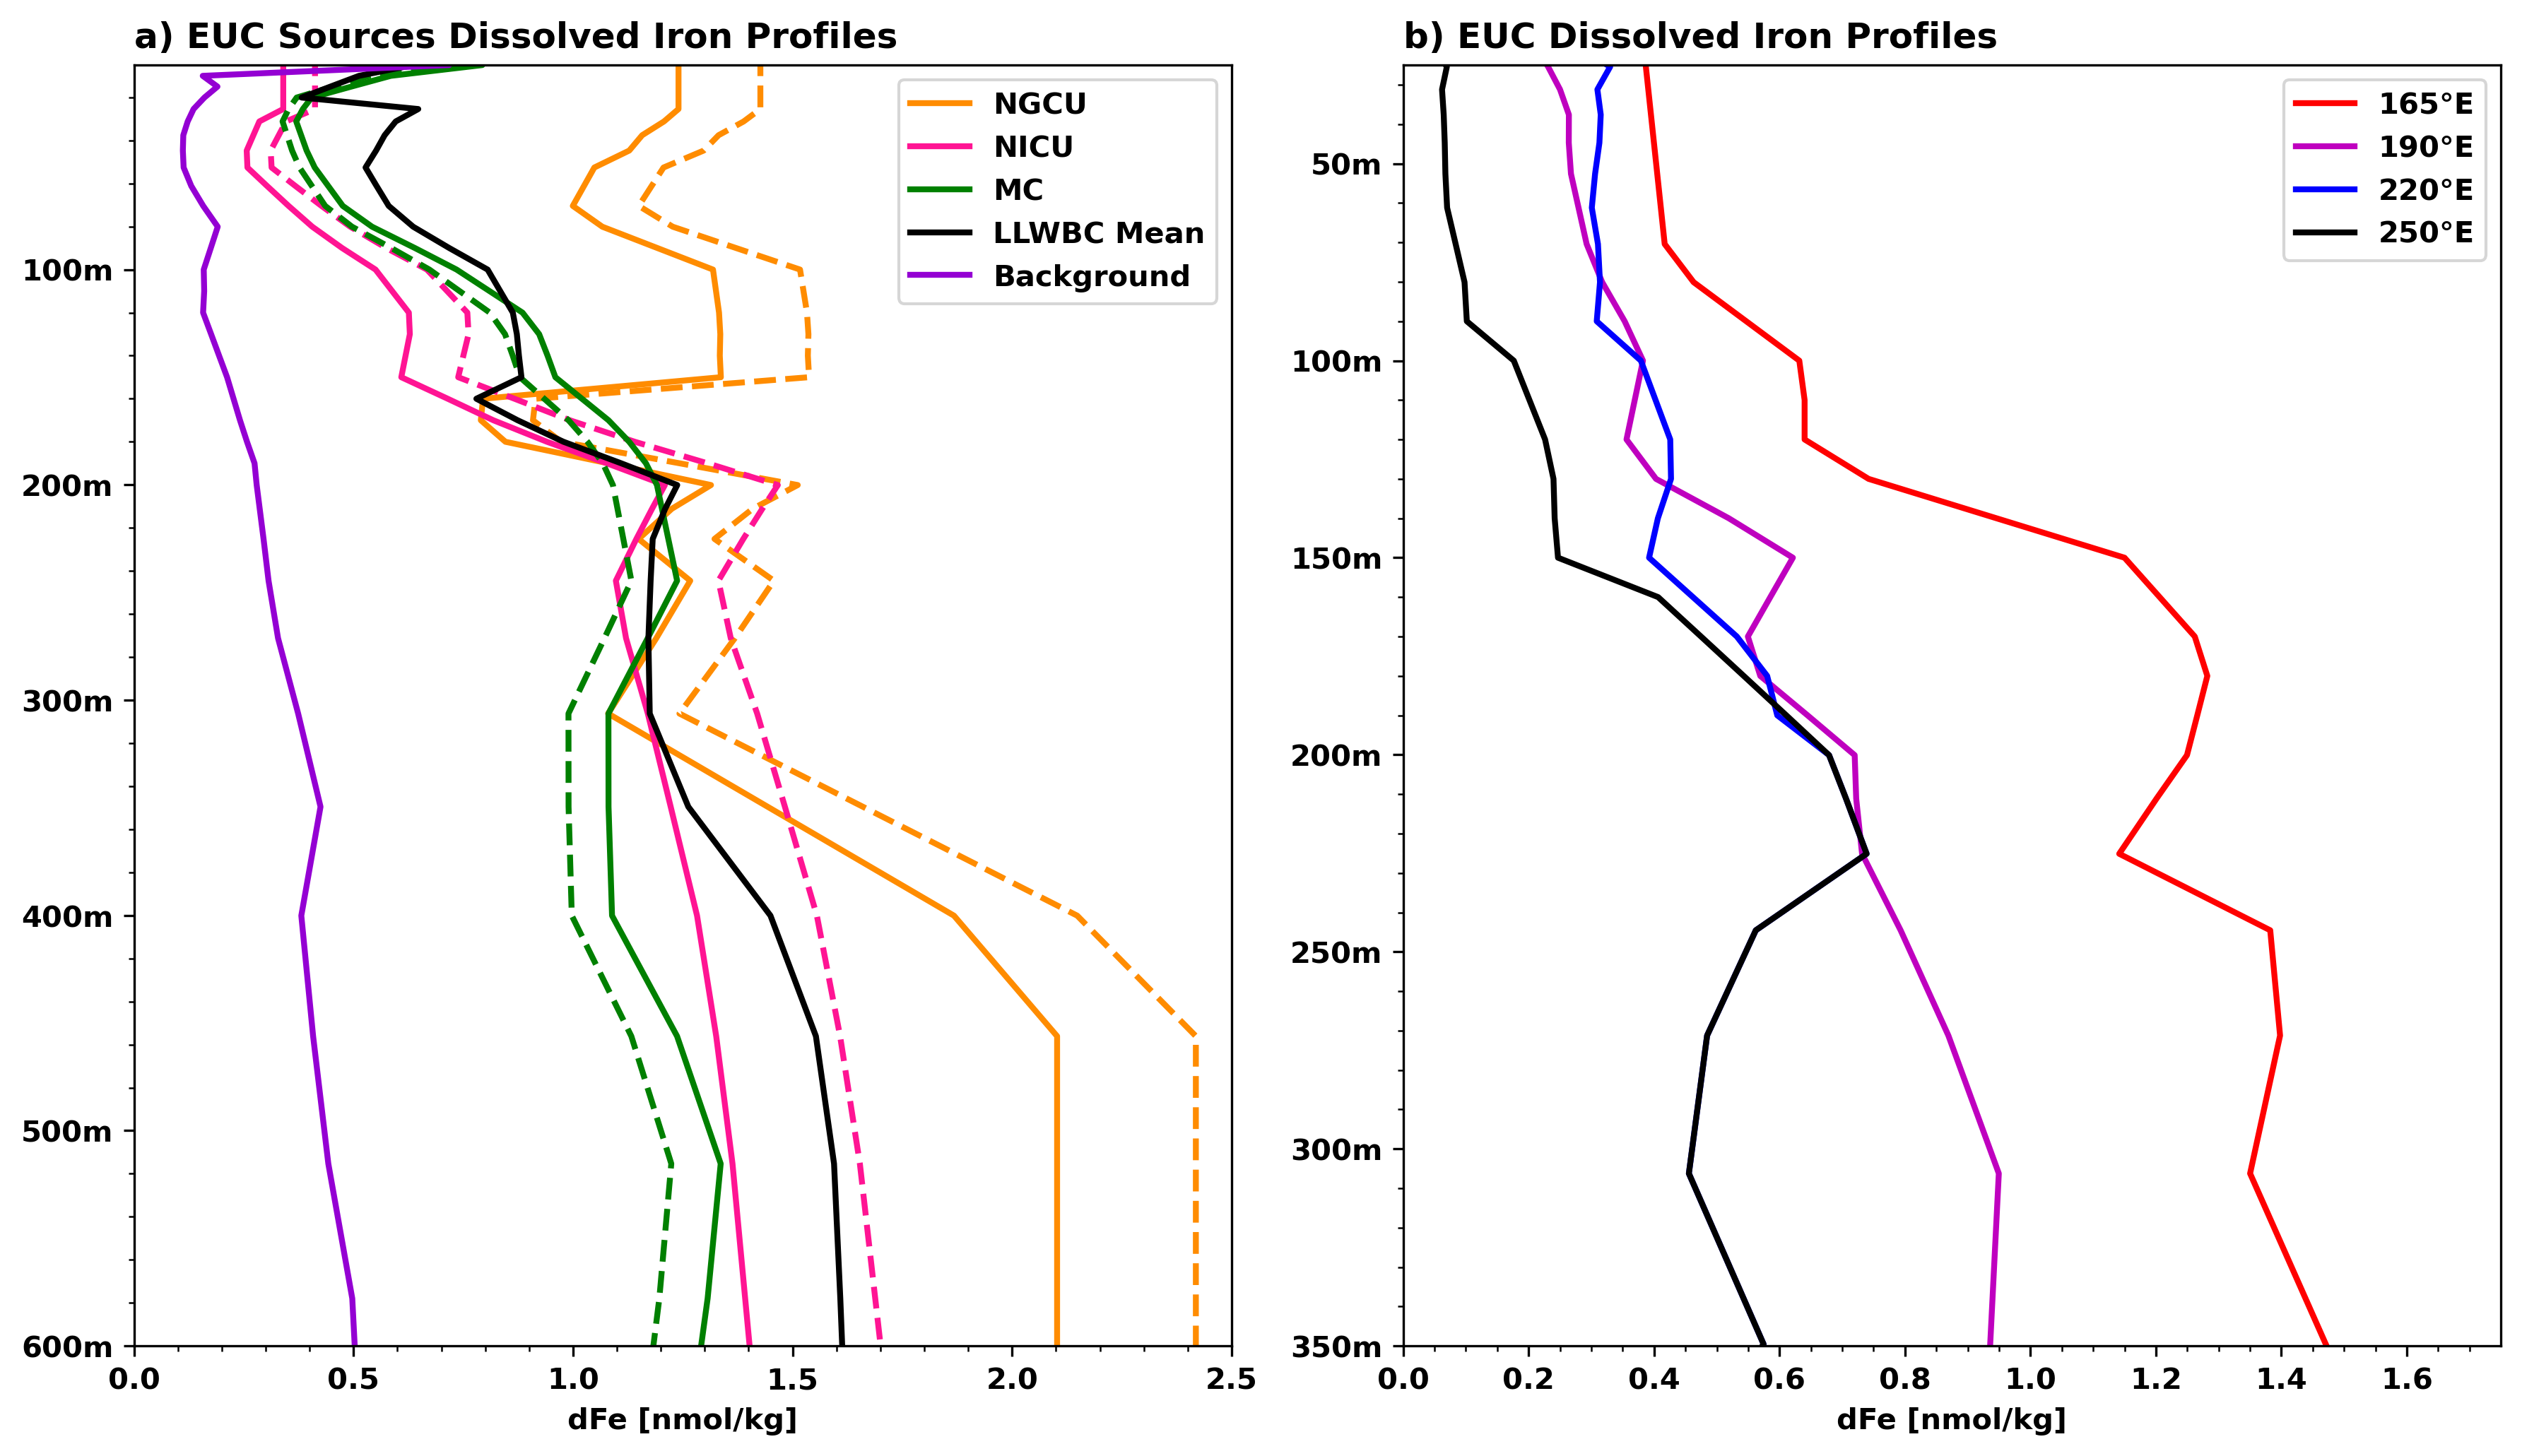 a) EUC Sources Dissolved Iron Profiles
NGCU
NICU
MC
LLWBC Mean
Background
100m
200m
300m
400m
500m
600m
0.0 0.5 1.0 1.5 2.0 2.5
dFe [nmol/kg]
b) EUC Dissolved Iron Profiles
165°E
190°E
220°E
250°E
50m
100m
150m
200m
250m
300m
350m
0.0 0.2 0.4 0.6 0.8 1.0 1.2 1.4 1.6
dFe [nmol/kg]